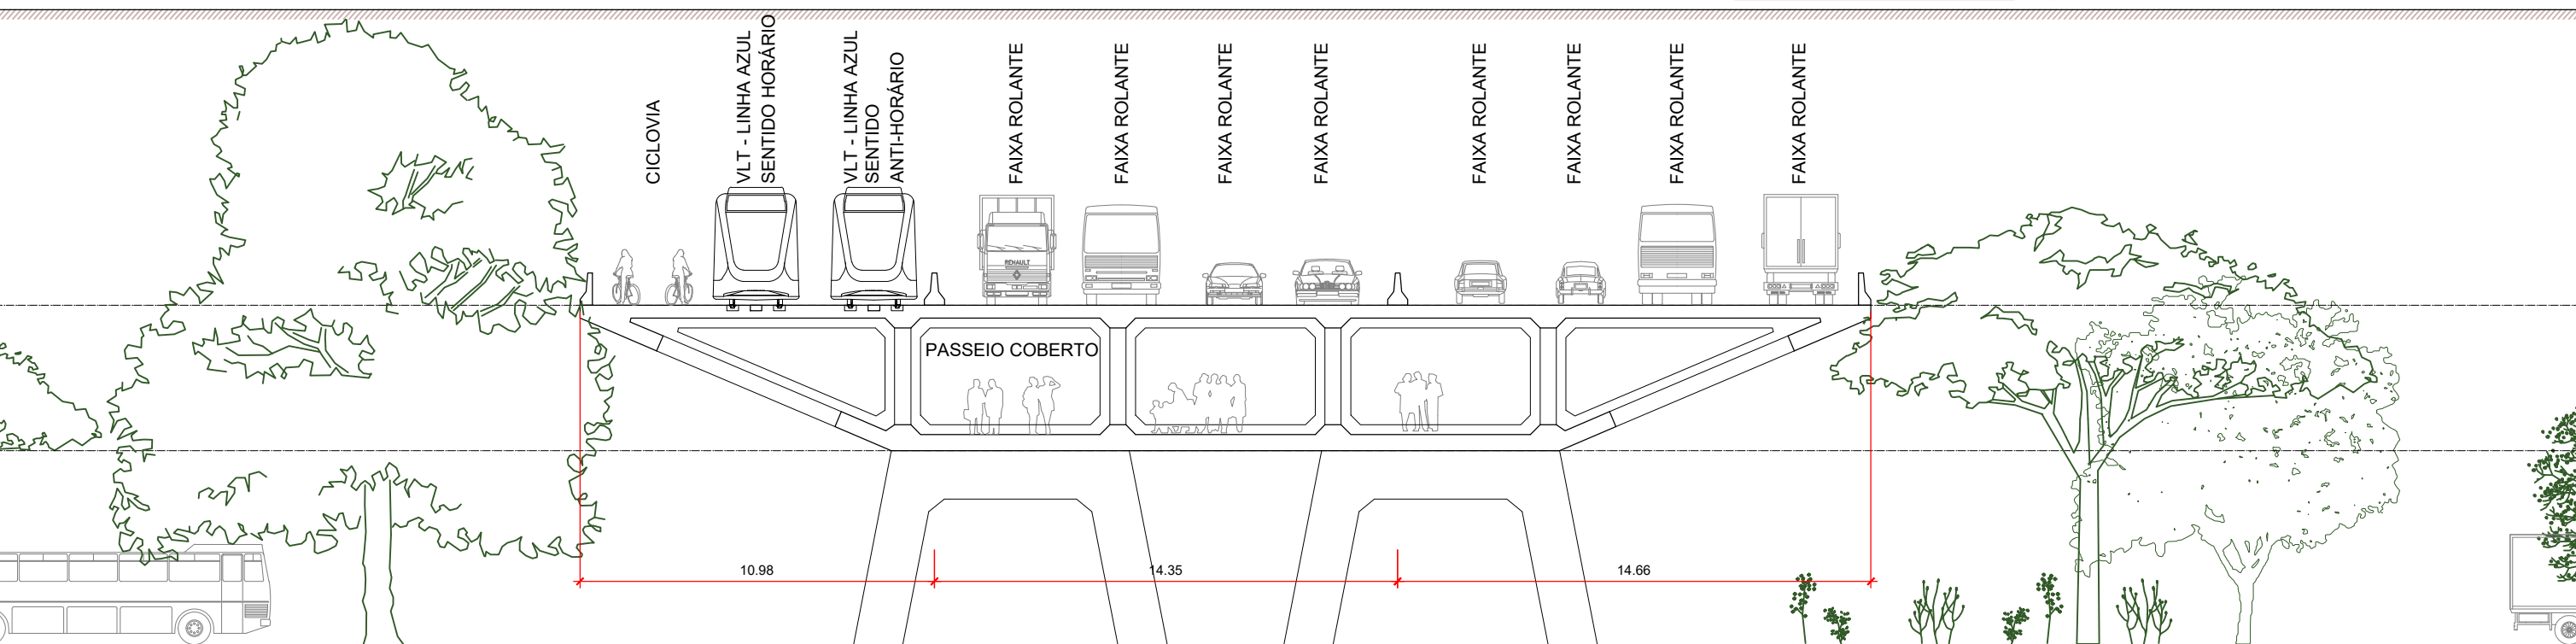 CICLOVIA
VLT - LINHA AZUL
SENTIDO HORÁRIO
VLT - LINHA AZUL
SENTIDO
ANTI-HORÁRIO
FAIXA ROLANTE
FAIXA ROLANTE
FAIXA ROLANTE
FAIXA ROLANTE
FAIXA ROLANTE
FAIXA ROLANTE
FAIXA ROLANTE
FAIXA ROLANTE
RENAULT
PASSEIO COBERTO
10.98
14.35
14.66